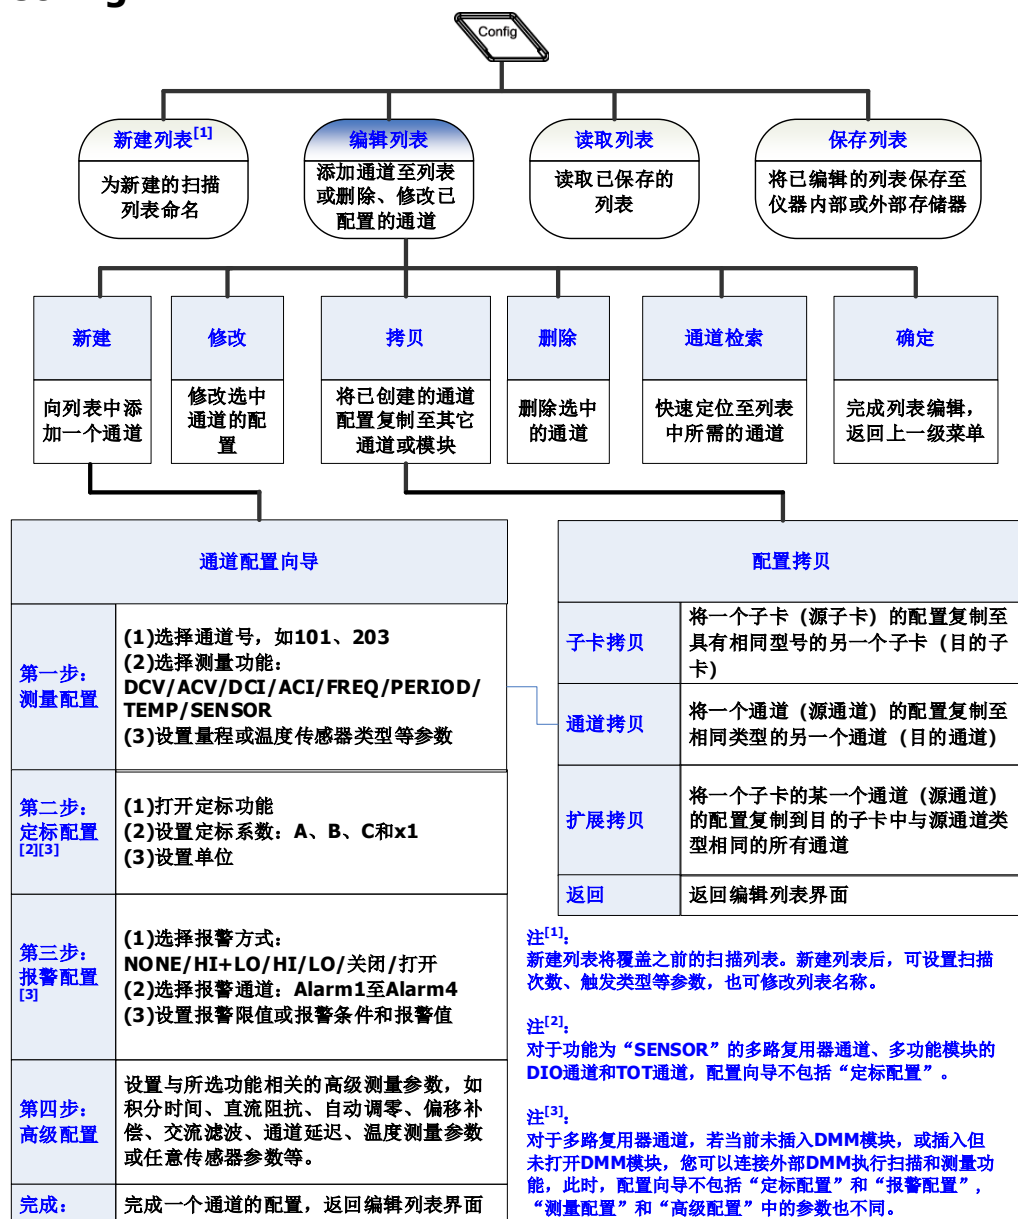 Config
新建列表[1]
为新建的扫描
列表命名
编辑列表
添加通道至列表
或删除、修改已
配置的通道
读取列表
读取已保存的
列表
保存列表
将已编辑的列表保存至
仪器内部或外部存储器
新建
向列表中添
加一个通道
修改
修改选中
通道的配
置
拷贝
将已创建的通道
配置复制至其它
通道或模块
删除
删除选中
的通道
通道检索
快速定位至列表
中所需的通道
确定
完成列表编辑，
返回上一级菜单
通道配置向导
第一步：
测量配置
(1)选择通道号，如101、203
(2)选择测量功能：
DCV/ACV/DCI/ACI/FREQ/PERIOD/
TEMP/SENSOR
(3)设置量程或温度传感器类型等参数
第二步：
定标配置
[2][3]
(1)打开定标功能
(2)设置定标系数：A、B、C和x1
(3)设置单位
第三步：
报警配置
[3]
(1)选择报警方式：
NONE/HI+LO/HI/LO/关闭/打开
(2)选择报警通道：Alarm1至Alarm4
(3)设置报警限值或报警条件和报警值
第四步：
高级配置
设置与所选功能相关的高级测量参数，如
积分时间、直流阻抗、自动调零、偏移补
偿、交流滤波、通道延迟、温度测量参数
或任意传感器参数等。
完成：
完成一个通道的配置，返回编辑列表界面
配置拷贝
子卡拷贝
将一个子卡（源子卡）的配置复制至
具有相同型号的另一个子卡（目的子
卡）
通道拷贝
将一个通道（源通道）的配置复制至
相同类型的另一个通道（目的通道）
扩展拷贝
将一个子卡的某一个通道（源通道）
的配置复制到目的子卡中与源通道类
型相同的所有通道
返回
返回编辑列表界面
注[1]：
新建列表将覆盖之前的扫描列表。新建列表后，可设置扫描
次数、触发类型等参数，也可修改列表名称。
注[2]：
对于功能为“SENSOR”的多路复用器通道、多功能模块的
DIO通道和TOT通道，配置向导不包括“定标配置”。
注[3]：
对于多路复用器通道，若当前未插入DMM模块，或插入但
未打开DMM模块，您可以连接外部DMM执行扫描和测量功
能，此时，配置向导不包括“定标配置”和“报警配置”，
“测量配置”和“高级配置”中的参数也不同。